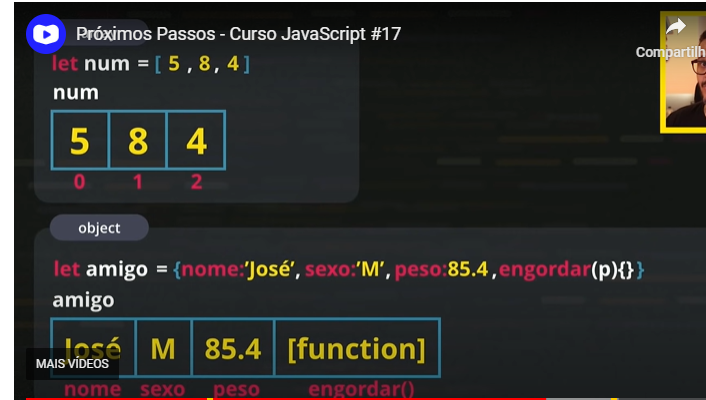 Próximos Passos - Curso JavaScript #17
Compartilh
let num = [ 5 , 8 , 4 ]
num
5 8 4
0 1 2
object
let amigo = {nome:'José', sexo:'M', peso:85.4 ,engordar(p){} }
amigo
José M 85.4 [function]
MAIS VÍDEOS
nome sexo peso engordar()